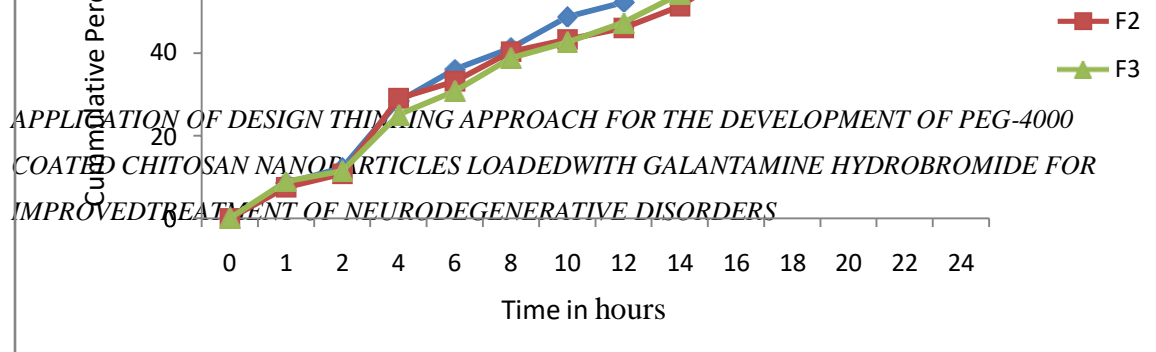 Cummulative Perc
F2
40
F3
APPLICATION OF DESIGN THINKING APPROACH FOR THE DEVELOPMENT OF PEG-4000
20
COATED CHITOSAN NANOPARTICLES LOADEDWITH GALANTAMINE HYDROBROMIDE FOR
IMPROVEDTREATMENT OF NEURODEGENERATIVE DISORDERS
0
0 1 2 4 6 8 10 12 14 16 18 20 22 24
Time in hours